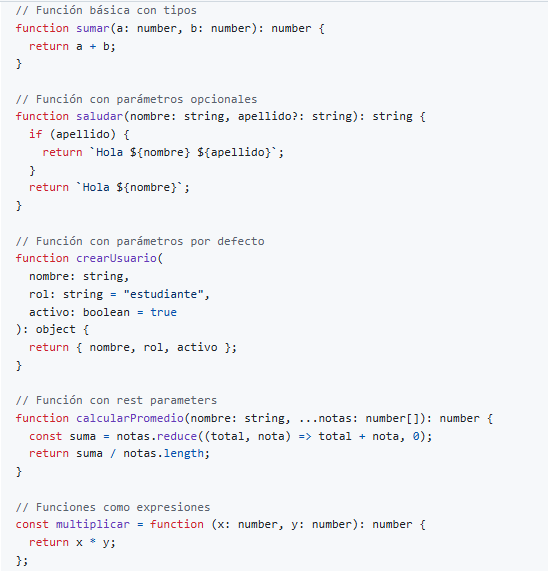 // Función básica con tipos
function sumar(a: number, b: number): number {
  return a + b;
}

// Función con parámetros opcionales
function saludar(nombre: string, apellido?: string): string {
  if (apellido) {
    return `Hola ${nombre} ${apellido}`;
  }
  return `Hola ${nombre}`;
}

// Función con parámetros por defecto
function crearUsuario(
  nombre: string,
  rol: string = "estudiante",
  activo: boolean = true
): object {
  return { nombre, rol, activo };
}

// Función con rest parameters
function calcularPromedio(nombre: string, ...notas: number[]): number {
  const suma = notas.reduce((total, nota) => total + nota, 0);
  return suma / notas.length;
}

// Funciones como expresiones
const multiplicar = function (x: number, y: number): number {
  return x * y;
};